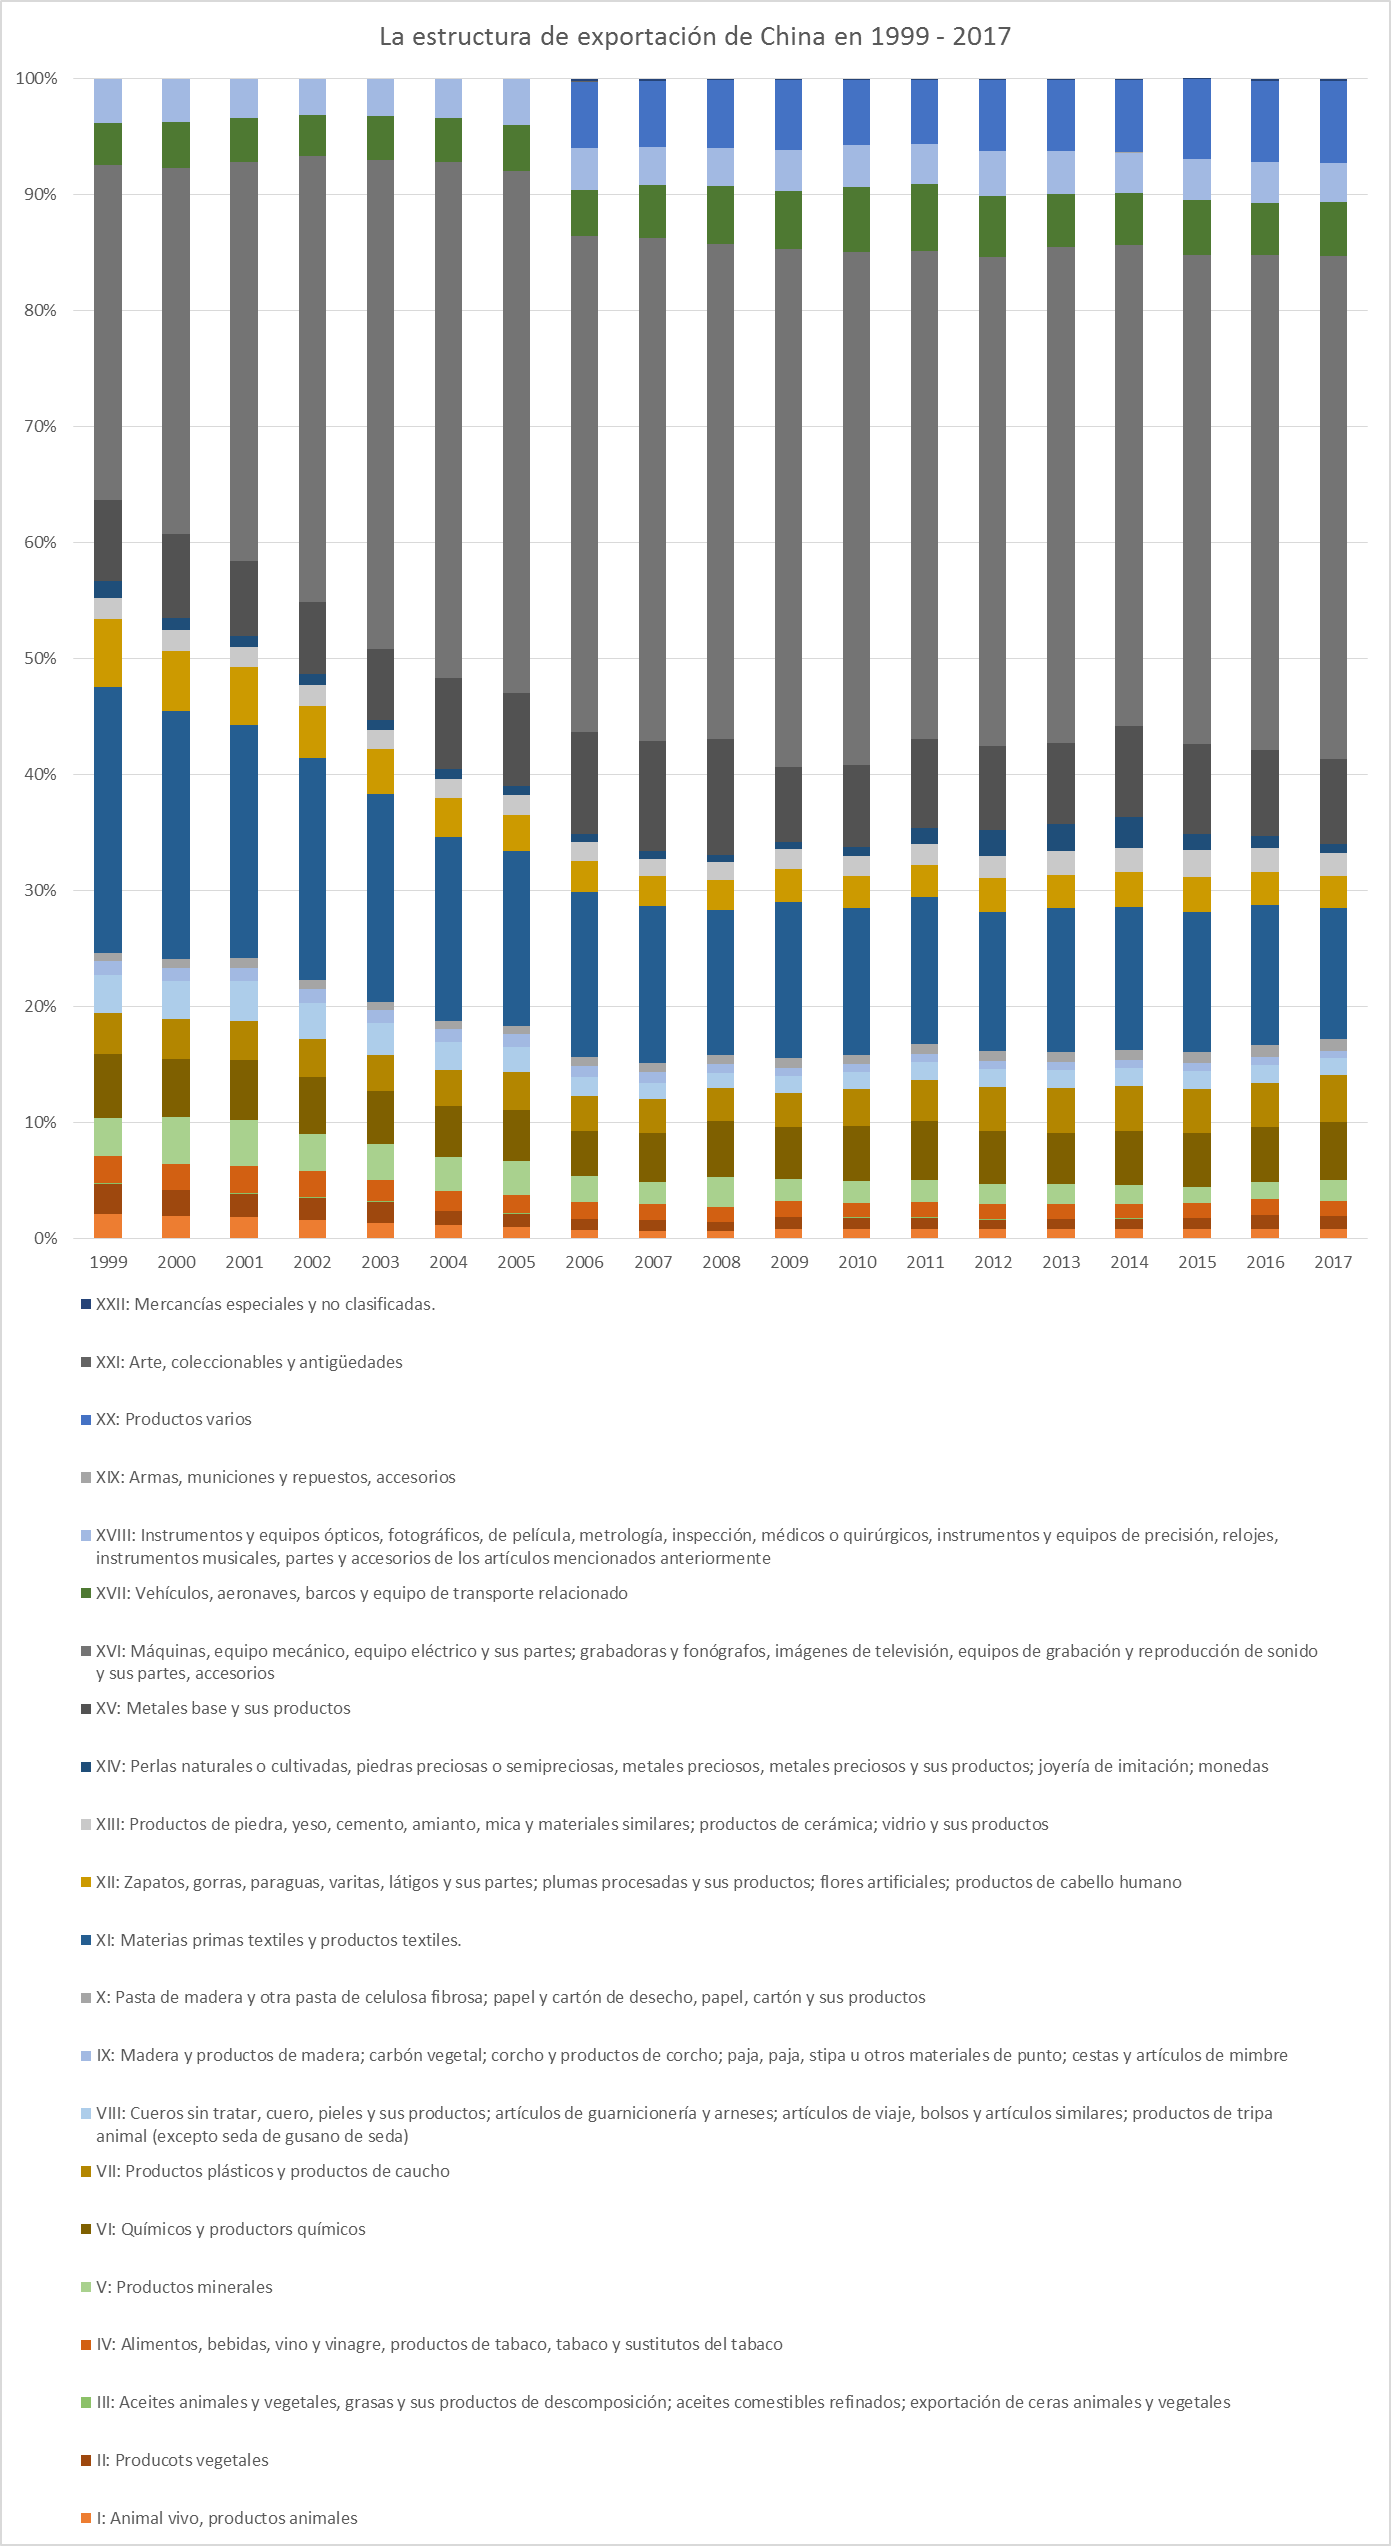 La estructura de exportación de China en 1999 - 2017
100%
90%
80%
70%
60%
50%
40%
30%
20%
10%
0%
1999 2000 2001 2002 2003 2004 2005 2006 2007 2008 2009 2010 2011 2012 2013 2014 2015 2016 2017
XXII: Mercancías especiales y no clasificadas.
XXI: Arte, coleccionables y antigüedades
XX: Productos varios
XIX: Armas, municiones y repuestos, accesorios
XVIII: Instrumentos y equipos ópticos, fotográficos, de película, metrología, inspección, médicos o quirúrgicos, instrumentos y equipos de precisión, relojes,
instrumentos musicales, partes y accesorios de los artículos mencionados anteriormente
XVII: Vehículos, aeronaves, barcos y equipo de transporte relacionado
XVI: Máquinas, equipo mecánico, equipo eléctrico y sus partes; grabadoras y fonógrafos, imágenes de televisión, equipos de grabación y reproducción de sonido
y sus partes, accesorios
XV: Metales base y sus productos
XIV: Perlas naturales o cultivadas, piedras preciosas o semipreciosas, metales preciosos, metales preciosos y sus productos; joyería de imitación; monedas
XIII: Productos de piedra, yeso, cemento, amianto, mica y materiales similares; productos de cerámica; vidrio y sus productos
XII: Zapatos, gorras, paraguas, varitas, látigos y sus partes; plumas procesadas y sus productos; flores artificiales; productos de cabello humano
XI: Materias primas textiles y productos textiles.
X: Pasta de madera y otra pasta de celulosa fibrosa; papel y cartón de desecho, papel, cartón y sus productos
IX: Madera y productos de madera; carbón vegetal; corcho y productos de corcho; paja, paja, stipa u otros materiales de punto; cestas y artículos de mimbre
VIII: Cueros sin tratar, cuero, pieles y sus productos; artículos de guarnicionería y arneses; artículos de viaje, bolsos y artículos similares; productos de tripa
animal (excepto seda de gusano de seda)
VII: Productos plásticos y productos de caucho
VI: Químicos y productors químicos
V: Productos minerales
IV: Alimentos, bebidas, vino y vinagre, productos de tabaco, tabaco y sustitutos del tabaco
III: Aceites animales y vegetales, grasas y sus productos de descomposición; aceites comestibles refinados; exportación de ceras animales y vegetales
II: Producots vegetales
I: Animal vivo, productos animales